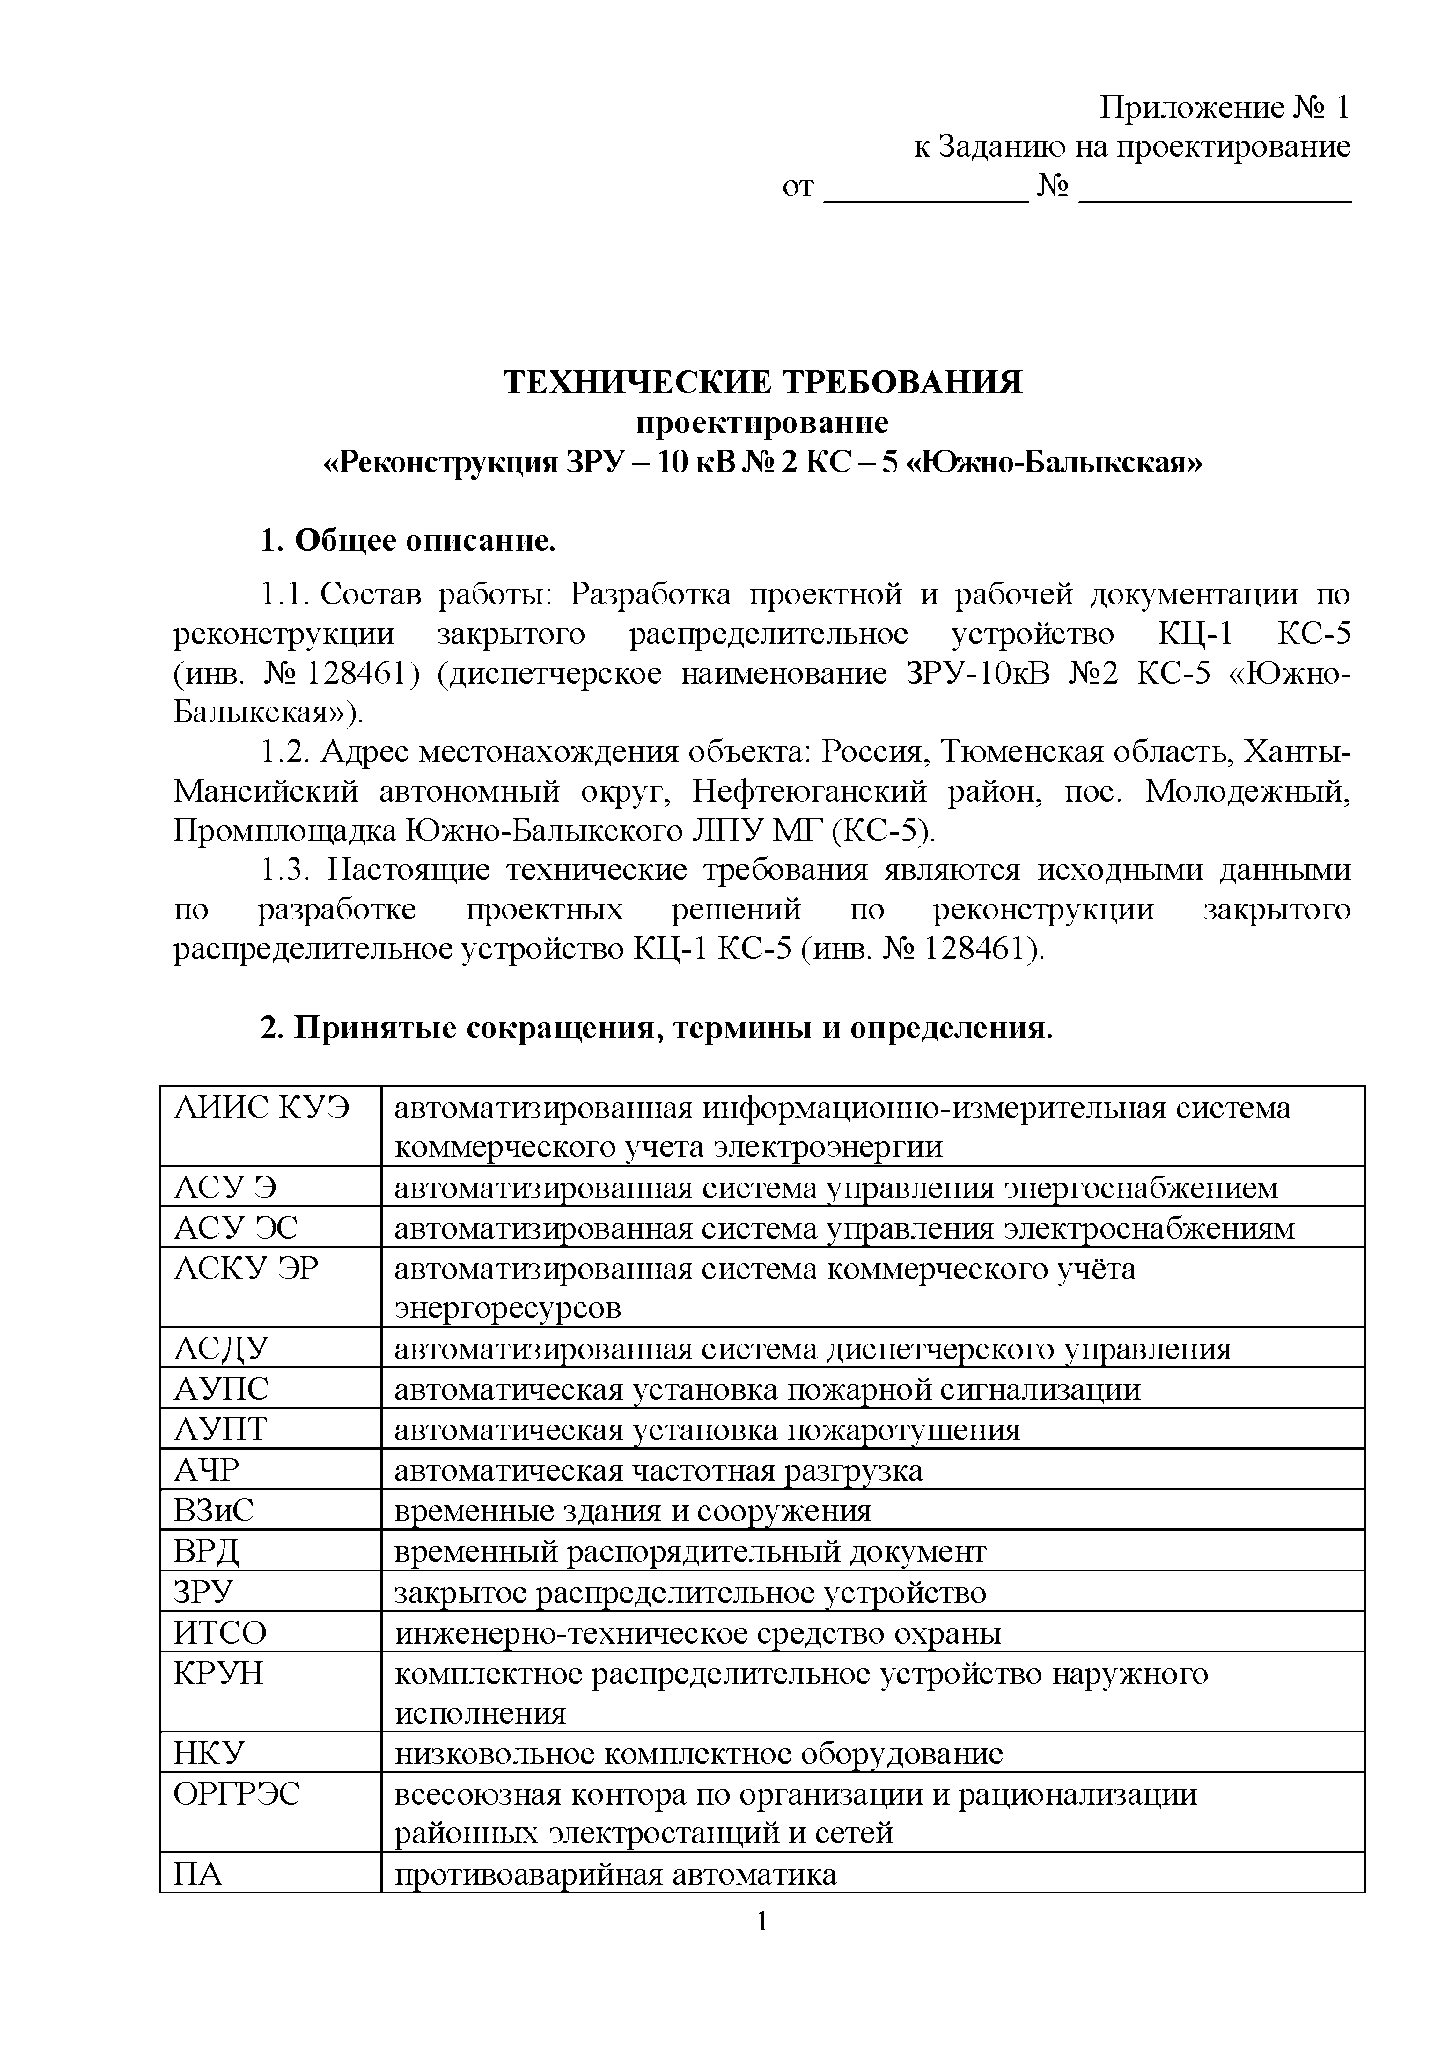 Приложение № 1
к Заданию на проектирование
от ____________ № ________________
ТЕХНИЧЕСКИЕ ТРЕБОВАНИЯ
проектирование
«Реконструкция ЗРУ – 10 кВ № 2 КС – 5 «Южно-Балыкская»
1. Общее описание.
1.1. Состав работы: Разработка проектной и рабочей документации по
реконструкции закрытого распределительное устройство КЦ-1 КС-5
(инв. № 128461) (диспетчерское наименование ЗРУ-10кВ №2 КС-5 «Южно-
Балыкская»).
1.2. Адрес местонахождения объекта: Россия, Тюменская область, Ханты-
Мансийский автономный округ, Нефтеюганский район, пос. Молодежный,
Промплощадка Южно-Балыкского ЛПУ МГ (КС-5).
1.3. Настоящие технические требования являются исходными данными
по разработке проектных решений по реконструкции закрытого
распределительное устройство КЦ-1 КС-5 (инв. № 128461).
2. Принятые сокращения, термины и определения.
АИИС КУЭ автоматизированная информационно-измерительная система
коммерческого учета электроэнергии
АСУ Э автоматизированная система управления энергоснабжением
АСУ ЭС автоматизированная система управления электроснабжениям
АСКУ ЭР автоматизированная система коммерческого учёта
энергоресурсов
АСДУ автоматизированная система диспетчерского управления
АУПС автоматическая установка пожарной сигнализации
АУПТ автоматическая установка пожаротушения
АЧР автоматическая частотная разгрузка
ВЗиС временные здания и сооружения
ВРД временный распорядительный документ
ЗРУ закрытое распределительное устройство
ИТСО инженерно-техническое средство охраны
КРУН комплектное распределительное устройство наружного
исполнения
НКУ низковольное комплектное оборудование
ОРГРЭС всесоюзная контора по организации и рационализации
районных электростанций и сетей
ПА противоаварийная автоматика
1